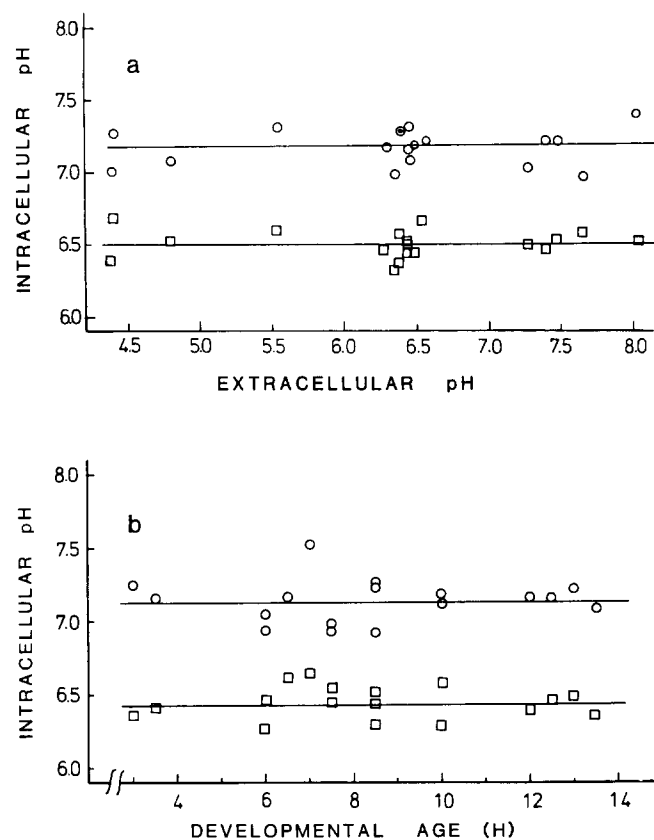 8.0
7.5
7.0
6.5
6.0
INTRACELLULAR pH
a
4.5 5.0 5.5 6.0 6.5 7.0 7.5 8.0
EXTRACELLULAR pH
8.0
7.5
7.0
6.5
6.0
INTRACELLULAR pH
b
4 6 8 10 12 14
DEVELOPMENTAL AGE (H)